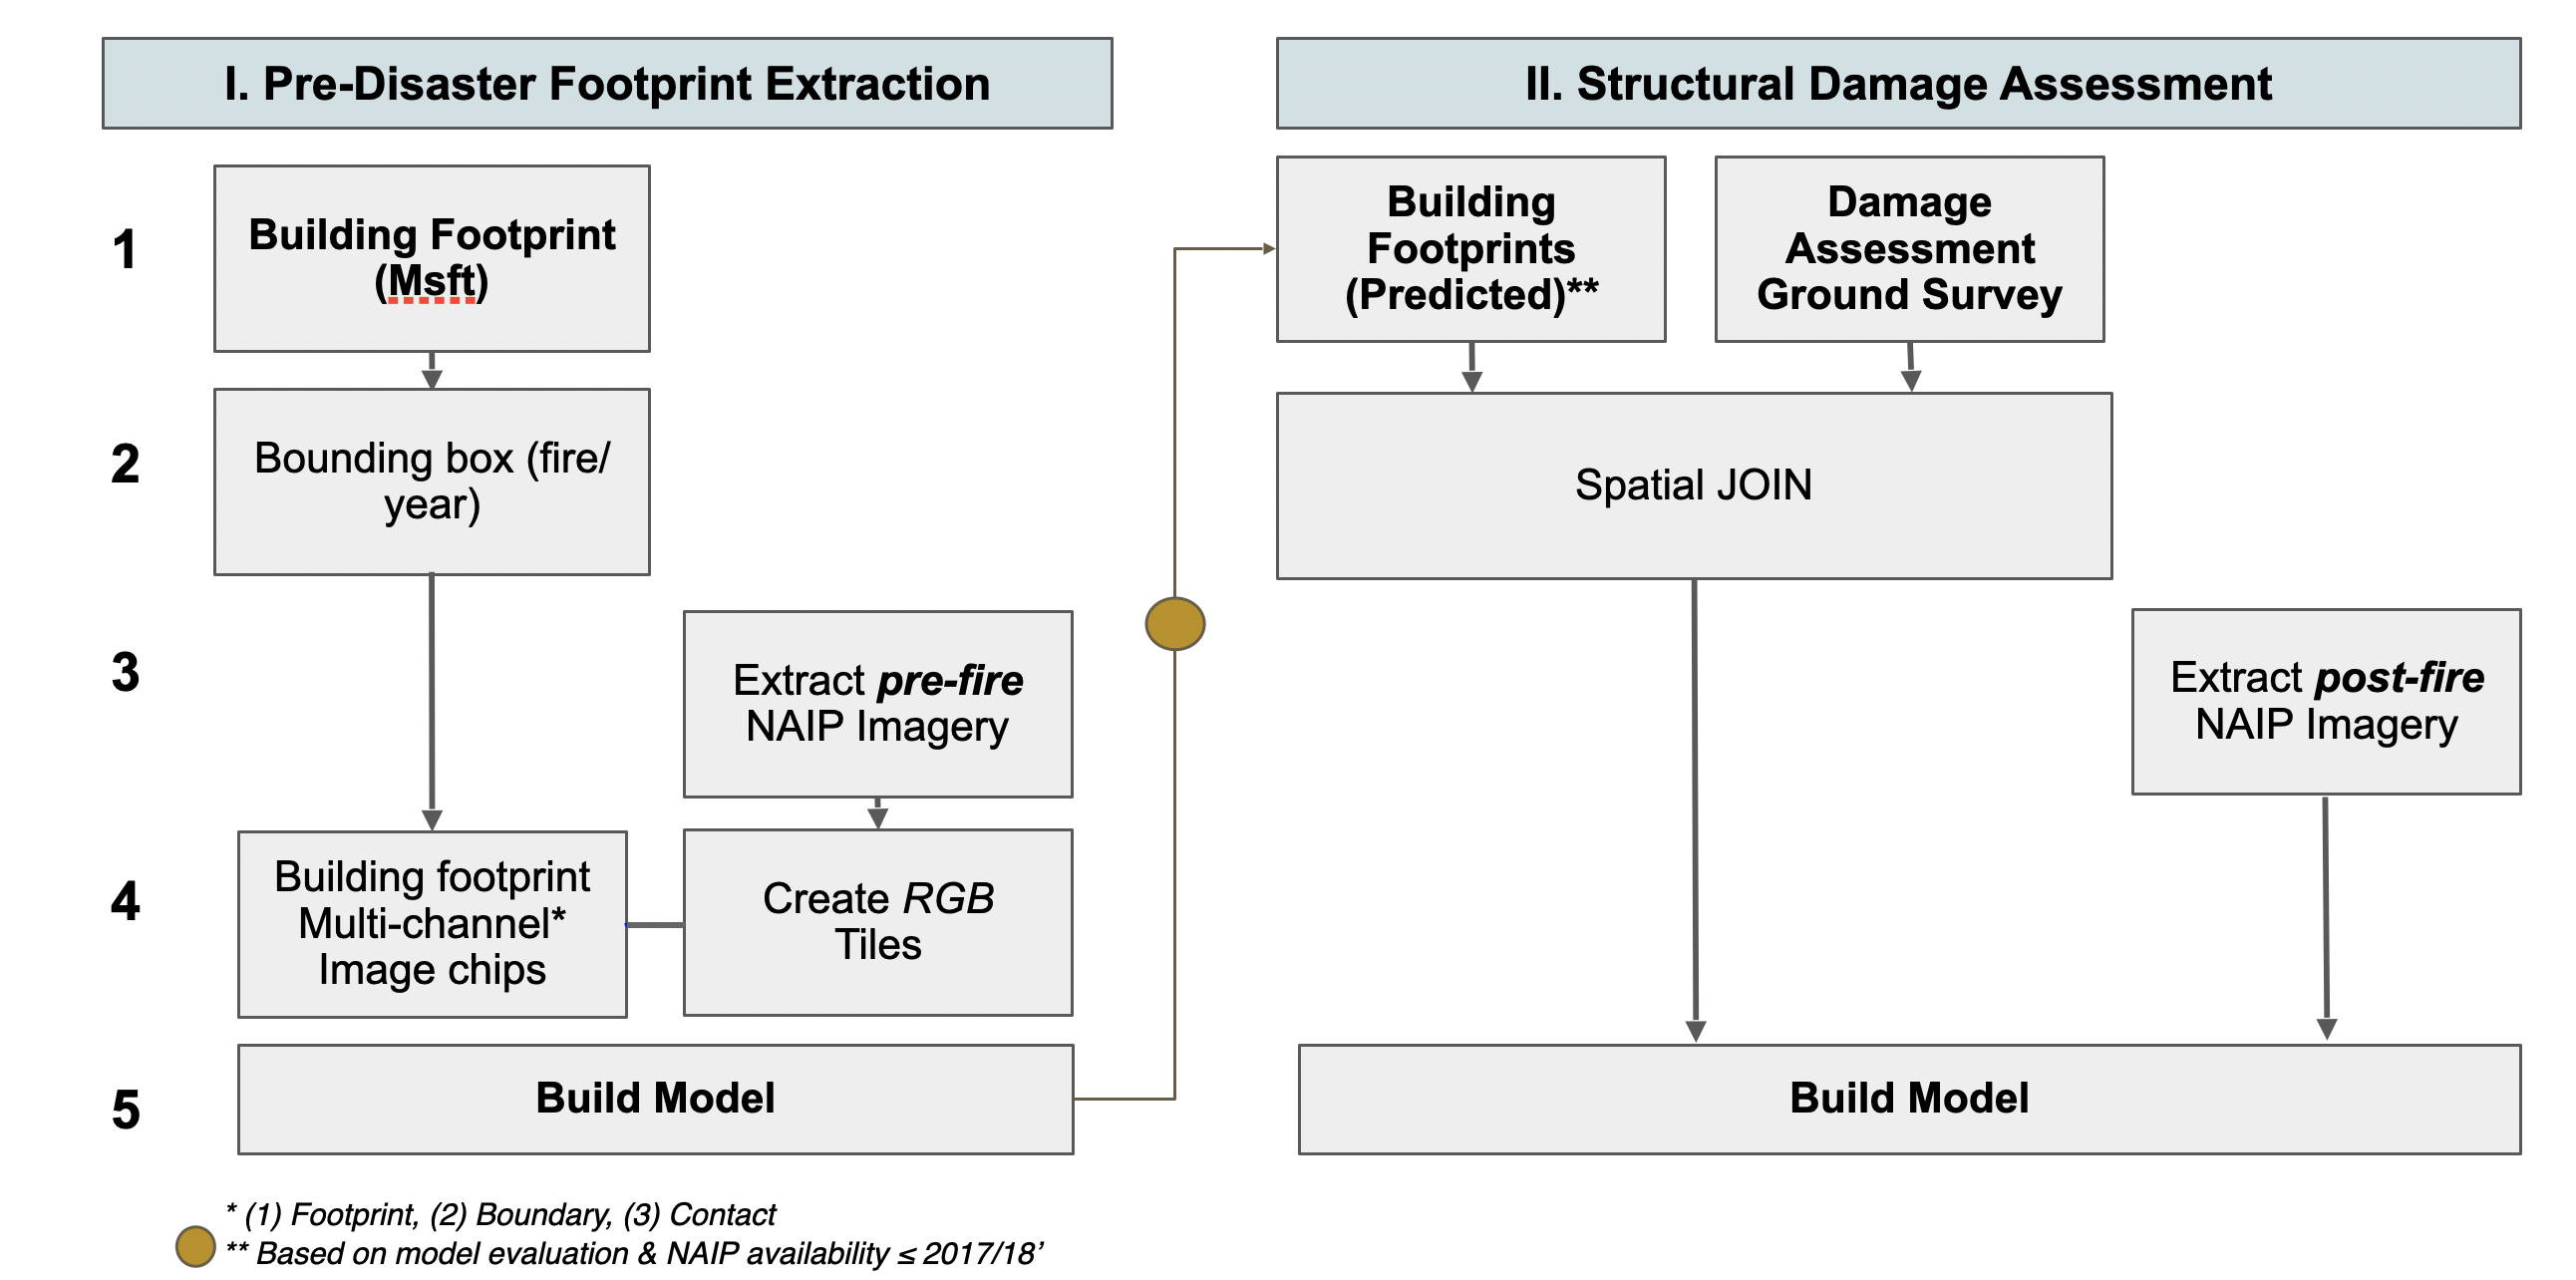 I. Pre-Disaster Footprint Extraction
II. Structural Damage Assessment
1
Building Footprint
(Msft)
Building
Footprints
(Predicted)**
Damage
Assessment
Ground Survey
2
Bounding box (fire/
year)
Spatial JOIN
3
Extract pre-fire
NAIP Imagery
Extract post-fire
NAIP Imagery
4
Building footprint
Multi-channel*
Image chips
Create RGB
Tiles
5
Build Model
Build Model
* (1) Footprint, (2) Boundary, (3) Contact
** Based on model evaluation & NAIP availability ≤ 2017/18’